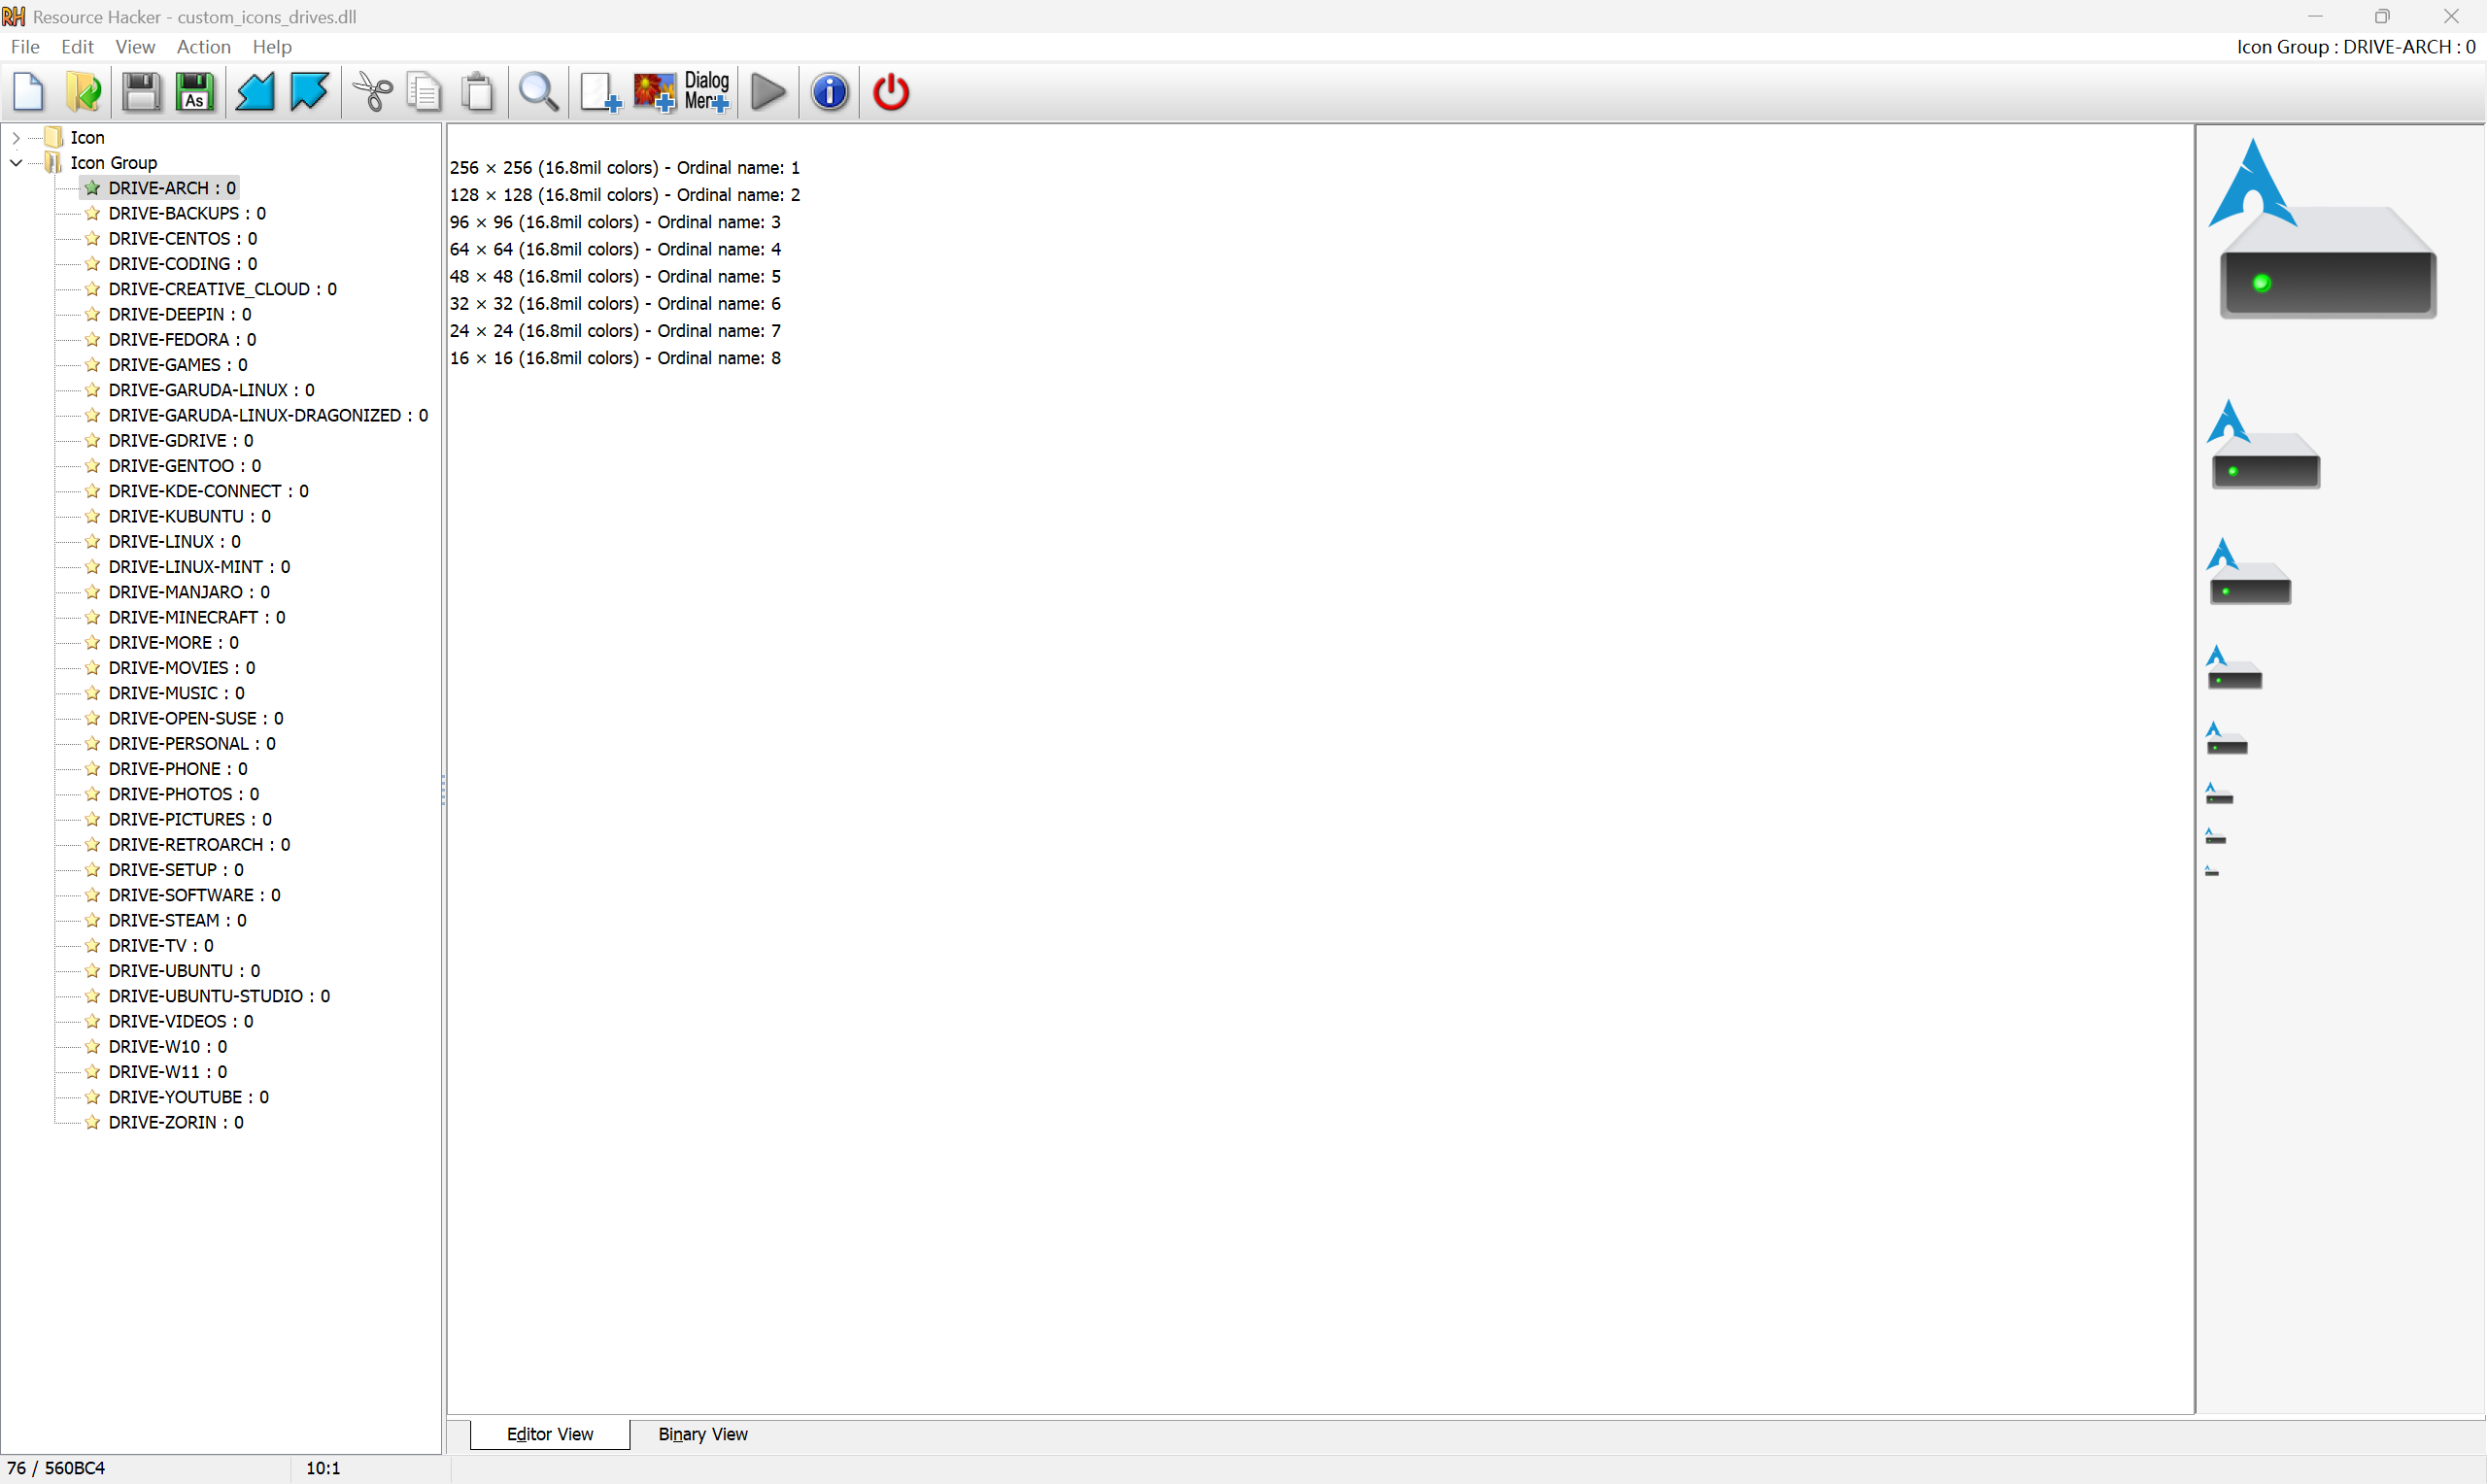 RH Resource Hacker - custom_icons_drives.dll
File Edit View Action Help
Icon Group : DRIVE-ARCH : 0
As
Dialog
Menu
Icon
Icon Group
DRIVE-ARCH : 0
DRIVE-BACKUPS : 0
DRIVE-CENTOS : 0
DRIVE-CODING : 0
DRIVE-CREATIVE_CLOUD : 0
DRIVE-DEEPIN : 0
DRIVE-FEDORA : 0
DRIVE-GAMES : 0
DRIVE-GARUDA-LINUX : 0
DRIVE-GARUDA-LINUX-DRAGONIZED : 0
DRIVE-GDRIVE : 0
DRIVE-GENTOO : 0
DRIVE-KDE-CONNECT : 0
DRIVE-KUBUNTU : 0
DRIVE-LINUX : 0
DRIVE-LINUX-MINT : 0
DRIVE-MANJARO : 0
DRIVE-MINECRAFT : 0
DRIVE-MORE : 0
DRIVE-MOVIES : 0
DRIVE-MUSIC : 0
DRIVE-OPEN-SUSE : 0
DRIVE-PERSONAL : 0
DRIVE-PHONE : 0
DRIVE-PHOTOS : 0
DRIVE-PICTURES : 0
DRIVE-RETROARCH : 0
DRIVE-SETUP : 0
DRIVE-SOFTWARE : 0
DRIVE-STEAM : 0
DRIVE-TV : 0
DRIVE-UBUNTU : 0
DRIVE-UBUNTU-STUDIO : 0
DRIVE-VIDEOS : 0
DRIVE-W10 : 0
DRIVE-W11 : 0
DRIVE-YOUTUBE : 0
DRIVE-ZORIN : 0
256 × 256 (16.8mil colors) - Ordinal name: 1
128 × 128 (16.8mil colors) - Ordinal name: 2
96 × 96 (16.8mil colors) - Ordinal name: 3
64 × 64 (16.8mil colors) - Ordinal name: 4
48 × 48 (16.8mil colors) - Ordinal name: 5
32 × 32 (16.8mil colors) - Ordinal name: 6
24 × 24 (16.8mil colors) - Ordinal name: 7
16 × 16 (16.8mil colors) - Ordinal name: 8
Editor View Binary View
76 / 560BC4 10:1